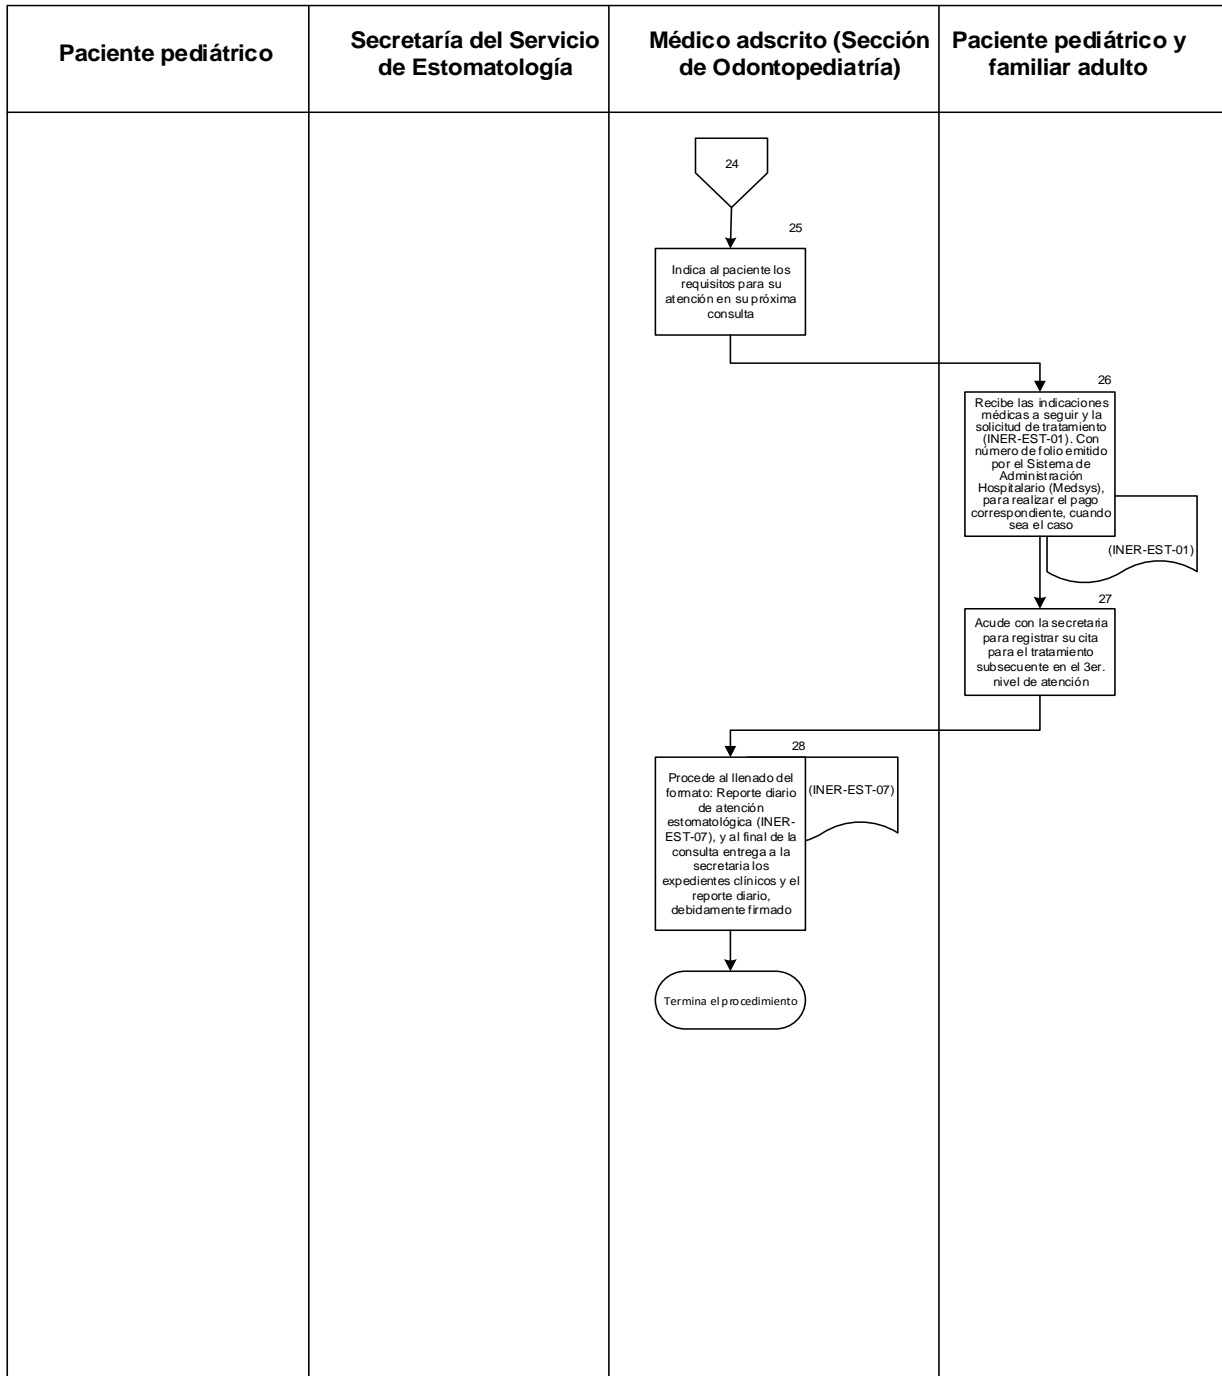 Paciente pediátrico
Secretaría del Servicio
de Estomatología
Médico adscrito (Sección
de Odontopediatría)
Paciente pediátrico y
familiar adulto
24
25
Indica al paciente los
requisitos para su
atención en su próxima
consulta
26
Recibe las indicaciones
médicas a seguir y la
solicitud de tratamiento
(INER-EST-01). Con
número de folio emitido
por el Sistema de
Administración
Hospitalario (Medsys),
para realizar el pago
correspondiente, cuando
sea el caso
(INER-EST-01)
27
Acude con la secretaria
para registrar su cita
para el tratamiento
subsecuente en el 3er.
nivel de atención
28
Procede al llenado del
formato: Reporte diario
de atención
estomatológica (INER-
EST-07), y al final de la
consulta entrega a la
secretaria los
expedientes clínicos y el
reporte diario,
debidamente firmado
(INER-EST-07)
Termina el procedimiento